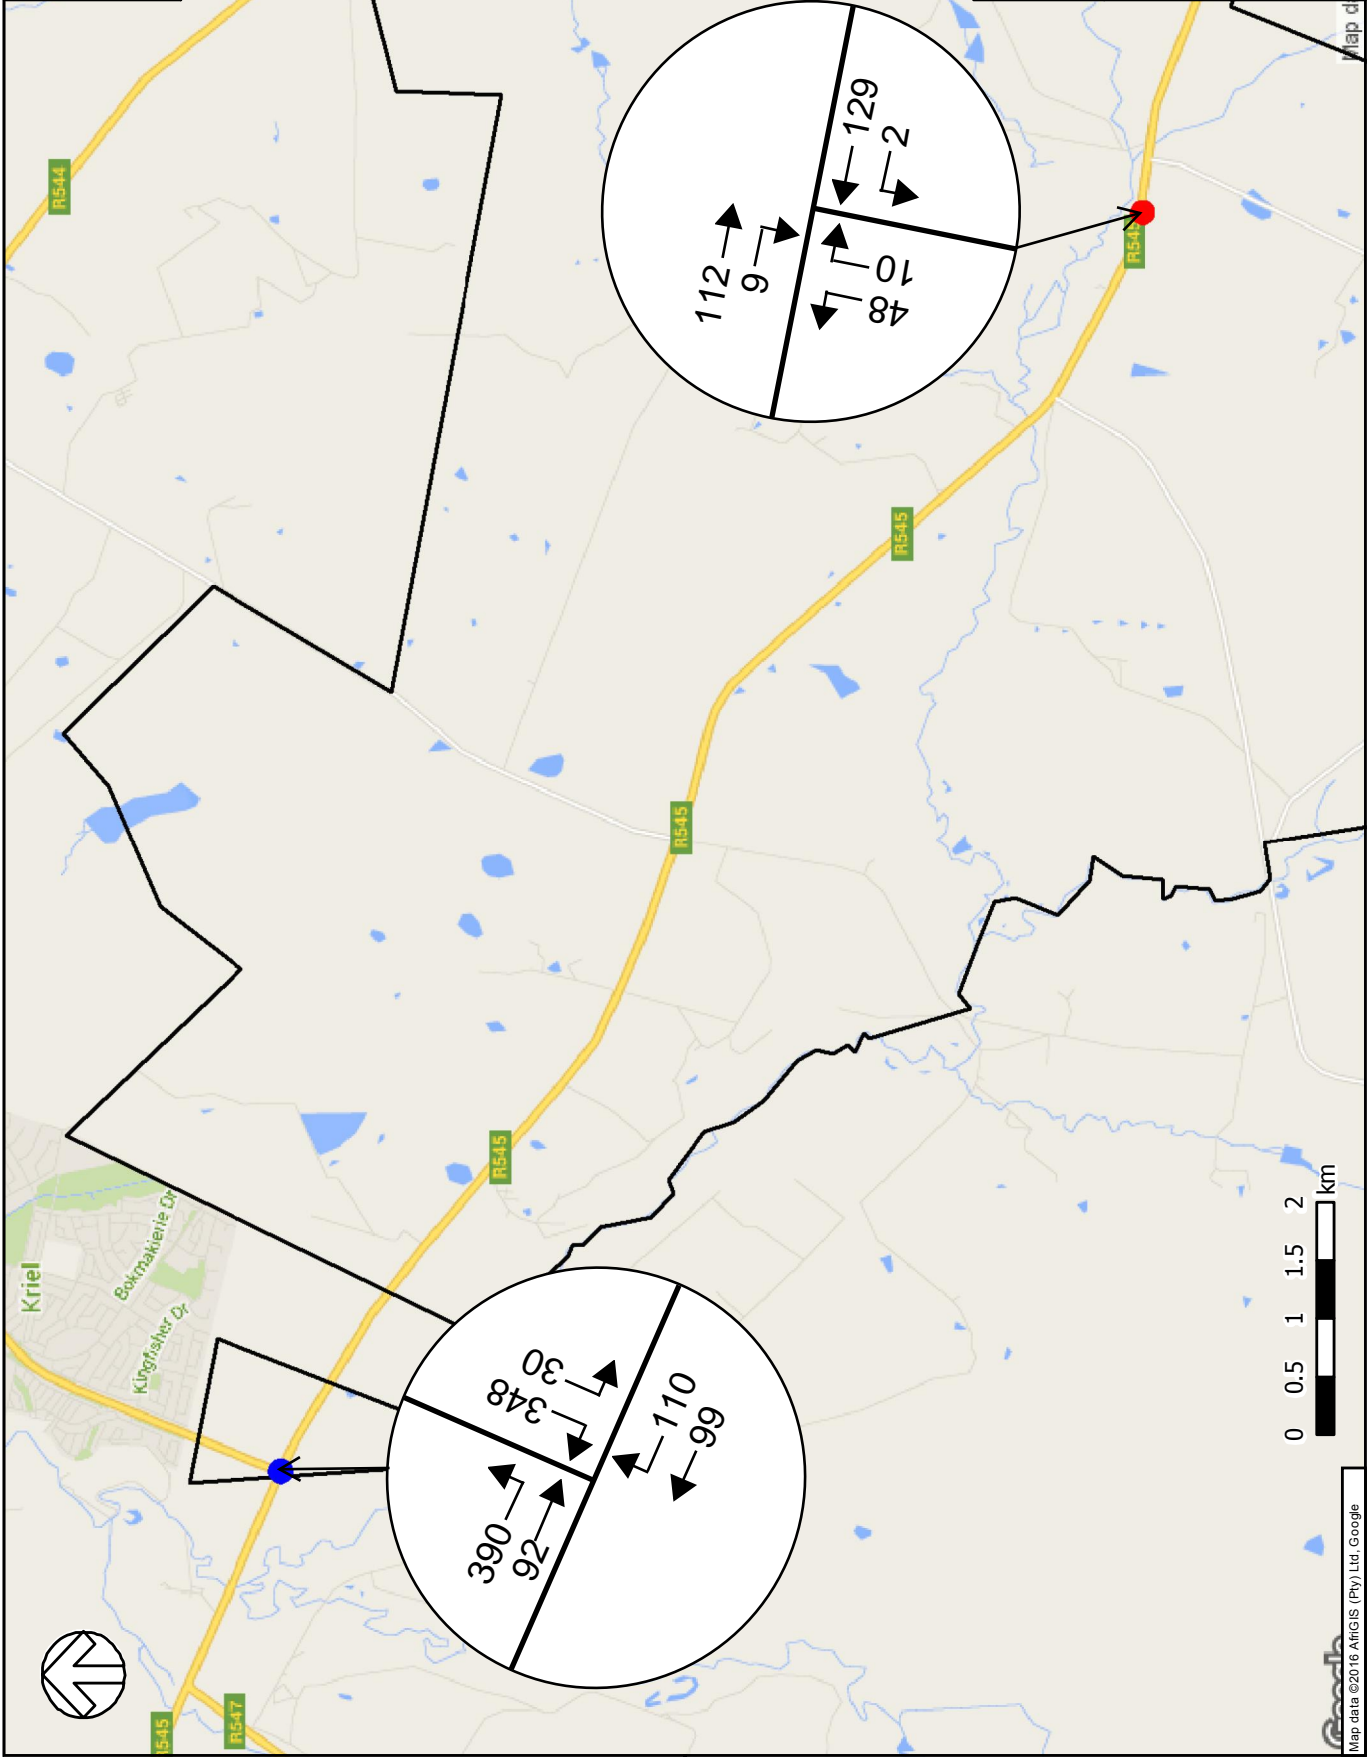 R544
R545
R545
R545
R545
R547
Kriel
Bokmakierie Dr
Kingfisher Dr
112
9
129
2
10
48
390
92
348
30
110
99
0 0.5 1 1.5 2
km
Map data ©2016 AfriGIS (Pty) Ltd, Google